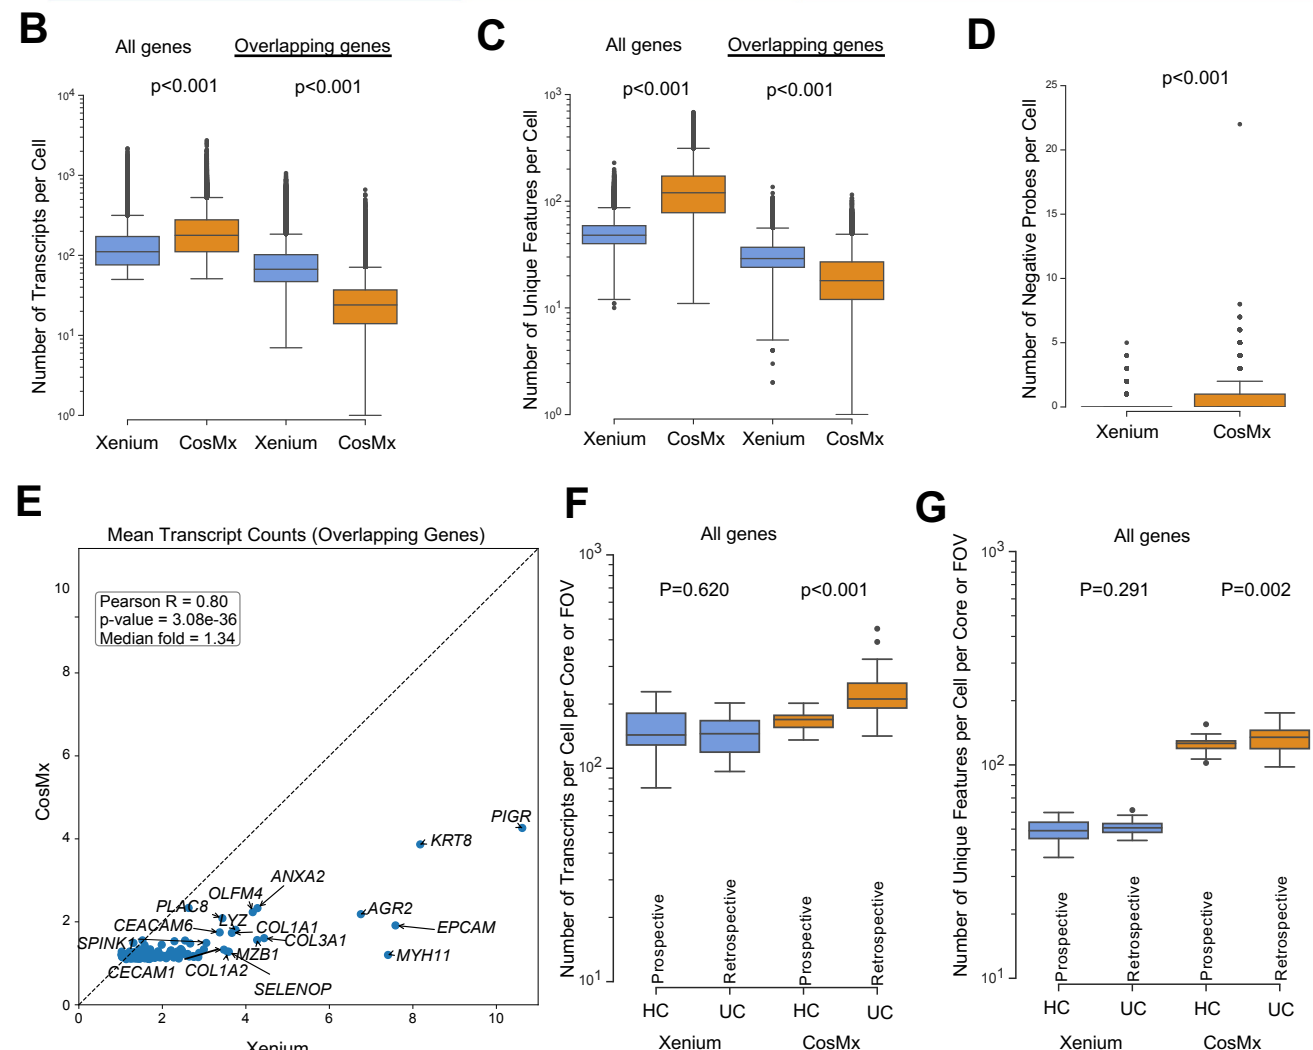 B
All genes
Overlapping genes
p<0.001
p<0.001
Number of Transcripts per Cell
10⁴
10³
10²
10¹
10⁰
Xenium
CosMx
Xenium
CosMx
C
All genes
Overlapping genes
p<0.001
p<0.001
Number of Unique Features per Cell
10³
10²
10¹
10⁰
Xenium
CosMx
Xenium
CosMx
D
p<0.001
Number of Negative Probes per Cell
25
20
15
10
5
0
Xenium
CosMx
E
Mean Transcript Counts (Overlapping Genes)
Pearson R = 0.80
p-value = 3.08e-36
Median fold = 1.34
CosMx
10
8
6
4
2
0
PIGR
KRT8
ANXA2
OLFM4
PLAC8
AGR2
LYZ
CEACAM6
COL1A1
EPCAM
SPINK1
COL3A1
MZB1
MYH11
CECAM1
COL1A2
SELENOP
0
2
4
6
8
10
Xenium
F
All genes
P=0.620
p<0.001
Number of Transcripts per Cell per Core or FOV
10³
10²
10¹
Prospective
Retrospective
Prospective
Retrospective
HC
UC
HC
UC
Xenium
CosMx
G
All genes
P=0.291
P=0.002
Number of Unique Features per Cell per Core or FOV
10³
10²
10¹
Prospective
Retrospective
Prospective
Retrospective
HC
UC
HC
UC
Xenium
CosMx